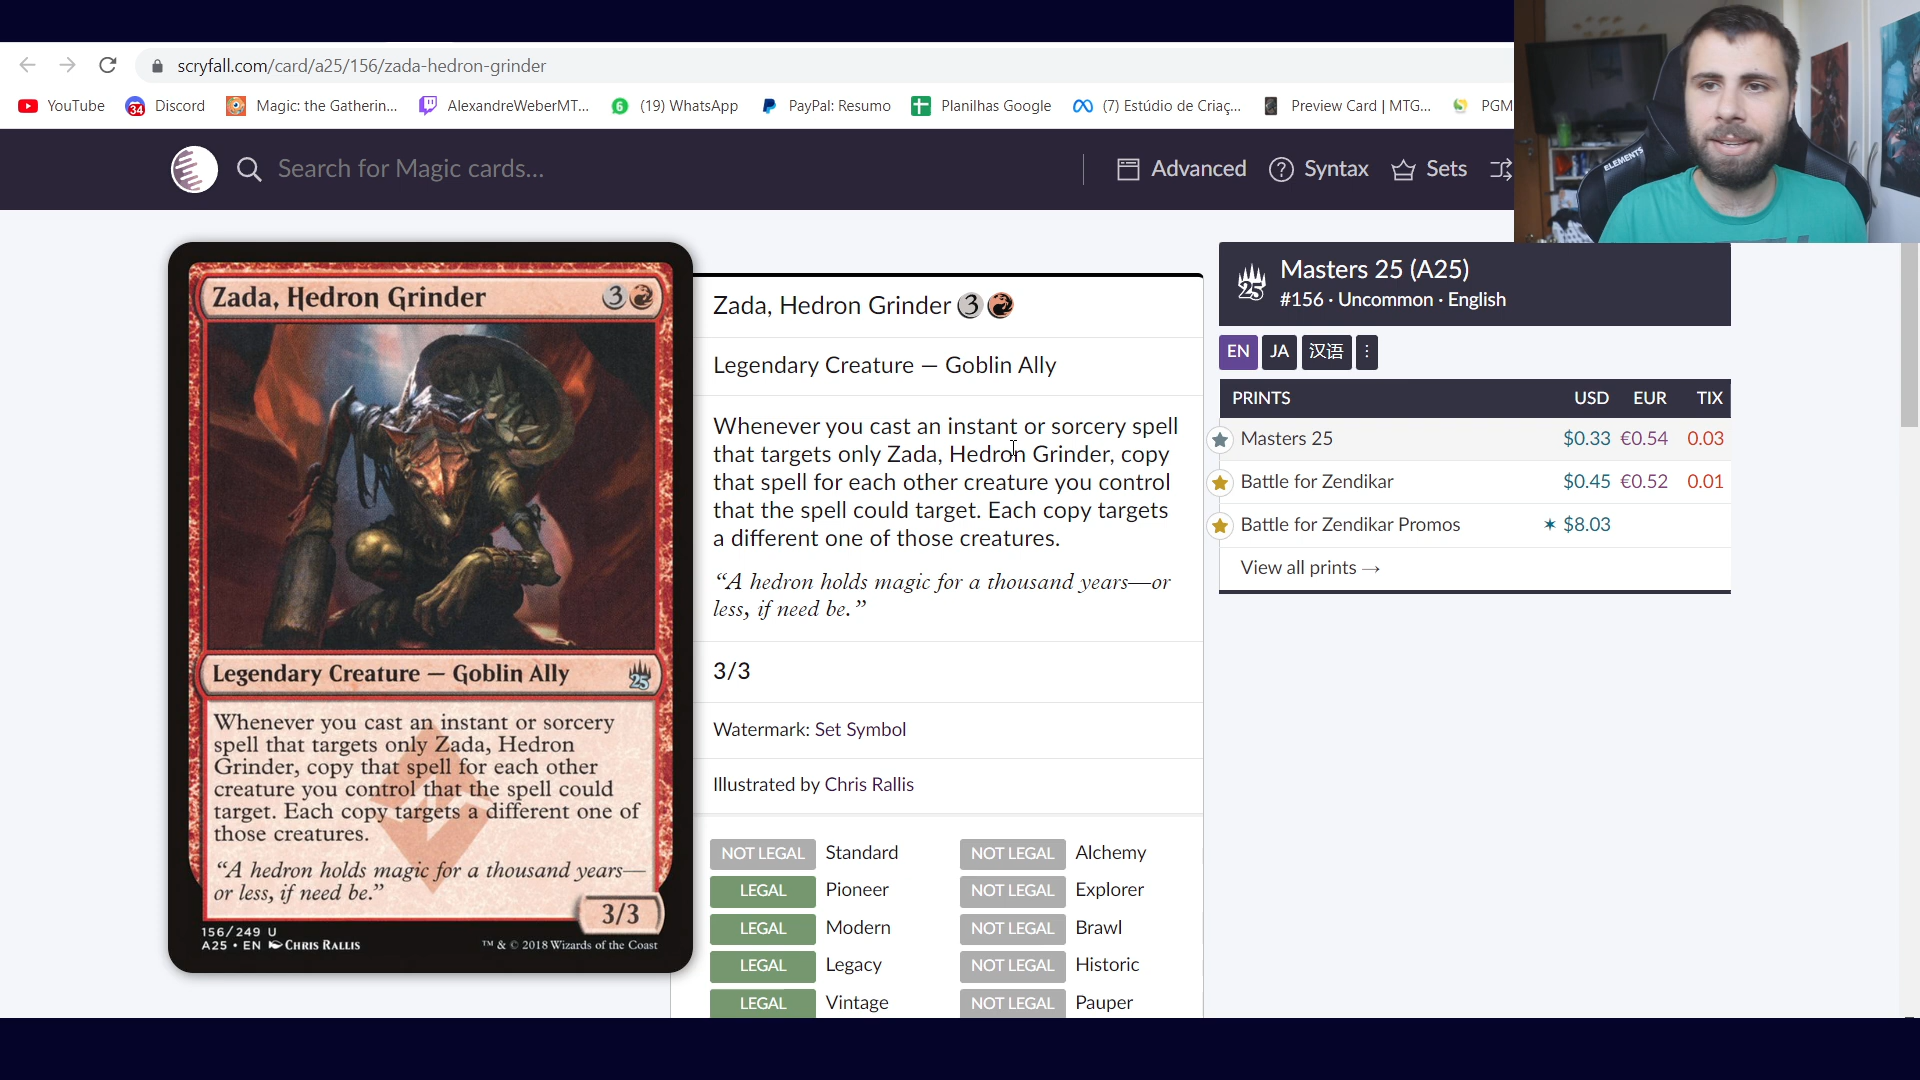 scryfall.com/card/a25/156/zada-hedron-grinder
YouTube
34
Discord
Magic: the Gatherin...
AlexandreWeberMT...
6
(19) WhatsApp
PayPal: Resumo
Planilhas Google
(7) Estúdio de Criaç...
Preview Card | MTG...
PGM
ELEMENTS
Search for Magic cards...
Advanced
? Syntax
Sets
Zada, Hedron Grinder 3
Legendary Creature — Goblin Ally
25
Whenever you cast an instant or sorcery
spell that targets only Zada, Hedron
Grinder, copy that spell for each other
creature you control that the spell could
target. Each copy targets a different one of
those creatures.
“A hedron holds magic for a thousand years—
or less, if need be.”
3/3
156/249 U
A25 • EN CHRIS RALLIS
™ & © 2018 Wizards of the Coast
Zada, Hedron Grinder 3
Legendary Creature — Goblin Ally
Whenever you cast an instant or sorcery spell
that targets only Zada, Hedron Grinder, copy
that spell for each other creature you control
that the spell could target. Each copy targets
a different one of those creatures.
“A hedron holds magic for a thousand years—or
less, if need be.”
3/3
Watermark: Set Symbol
Illustrated by Chris Rallis
NOT LEGAL Standard NOT LEGAL Alchemy
LEGAL Pioneer NOT LEGAL Explorer
LEGAL Modern NOT LEGAL Brawl
LEGAL Legacy NOT LEGAL Historic
LEGAL Vintage NOT LEGAL Pauper
25
Masters 25 (A25)
#156 · Uncommon · English
EN JA 汉语 ⋮
PRINTS USD EUR TIX
Masters 25 $0.33 €0.54 0.03
Battle for Zendikar $0.45 €0.52 0.01
Battle for Zendikar Promos ✶ $8.03
View all prints →